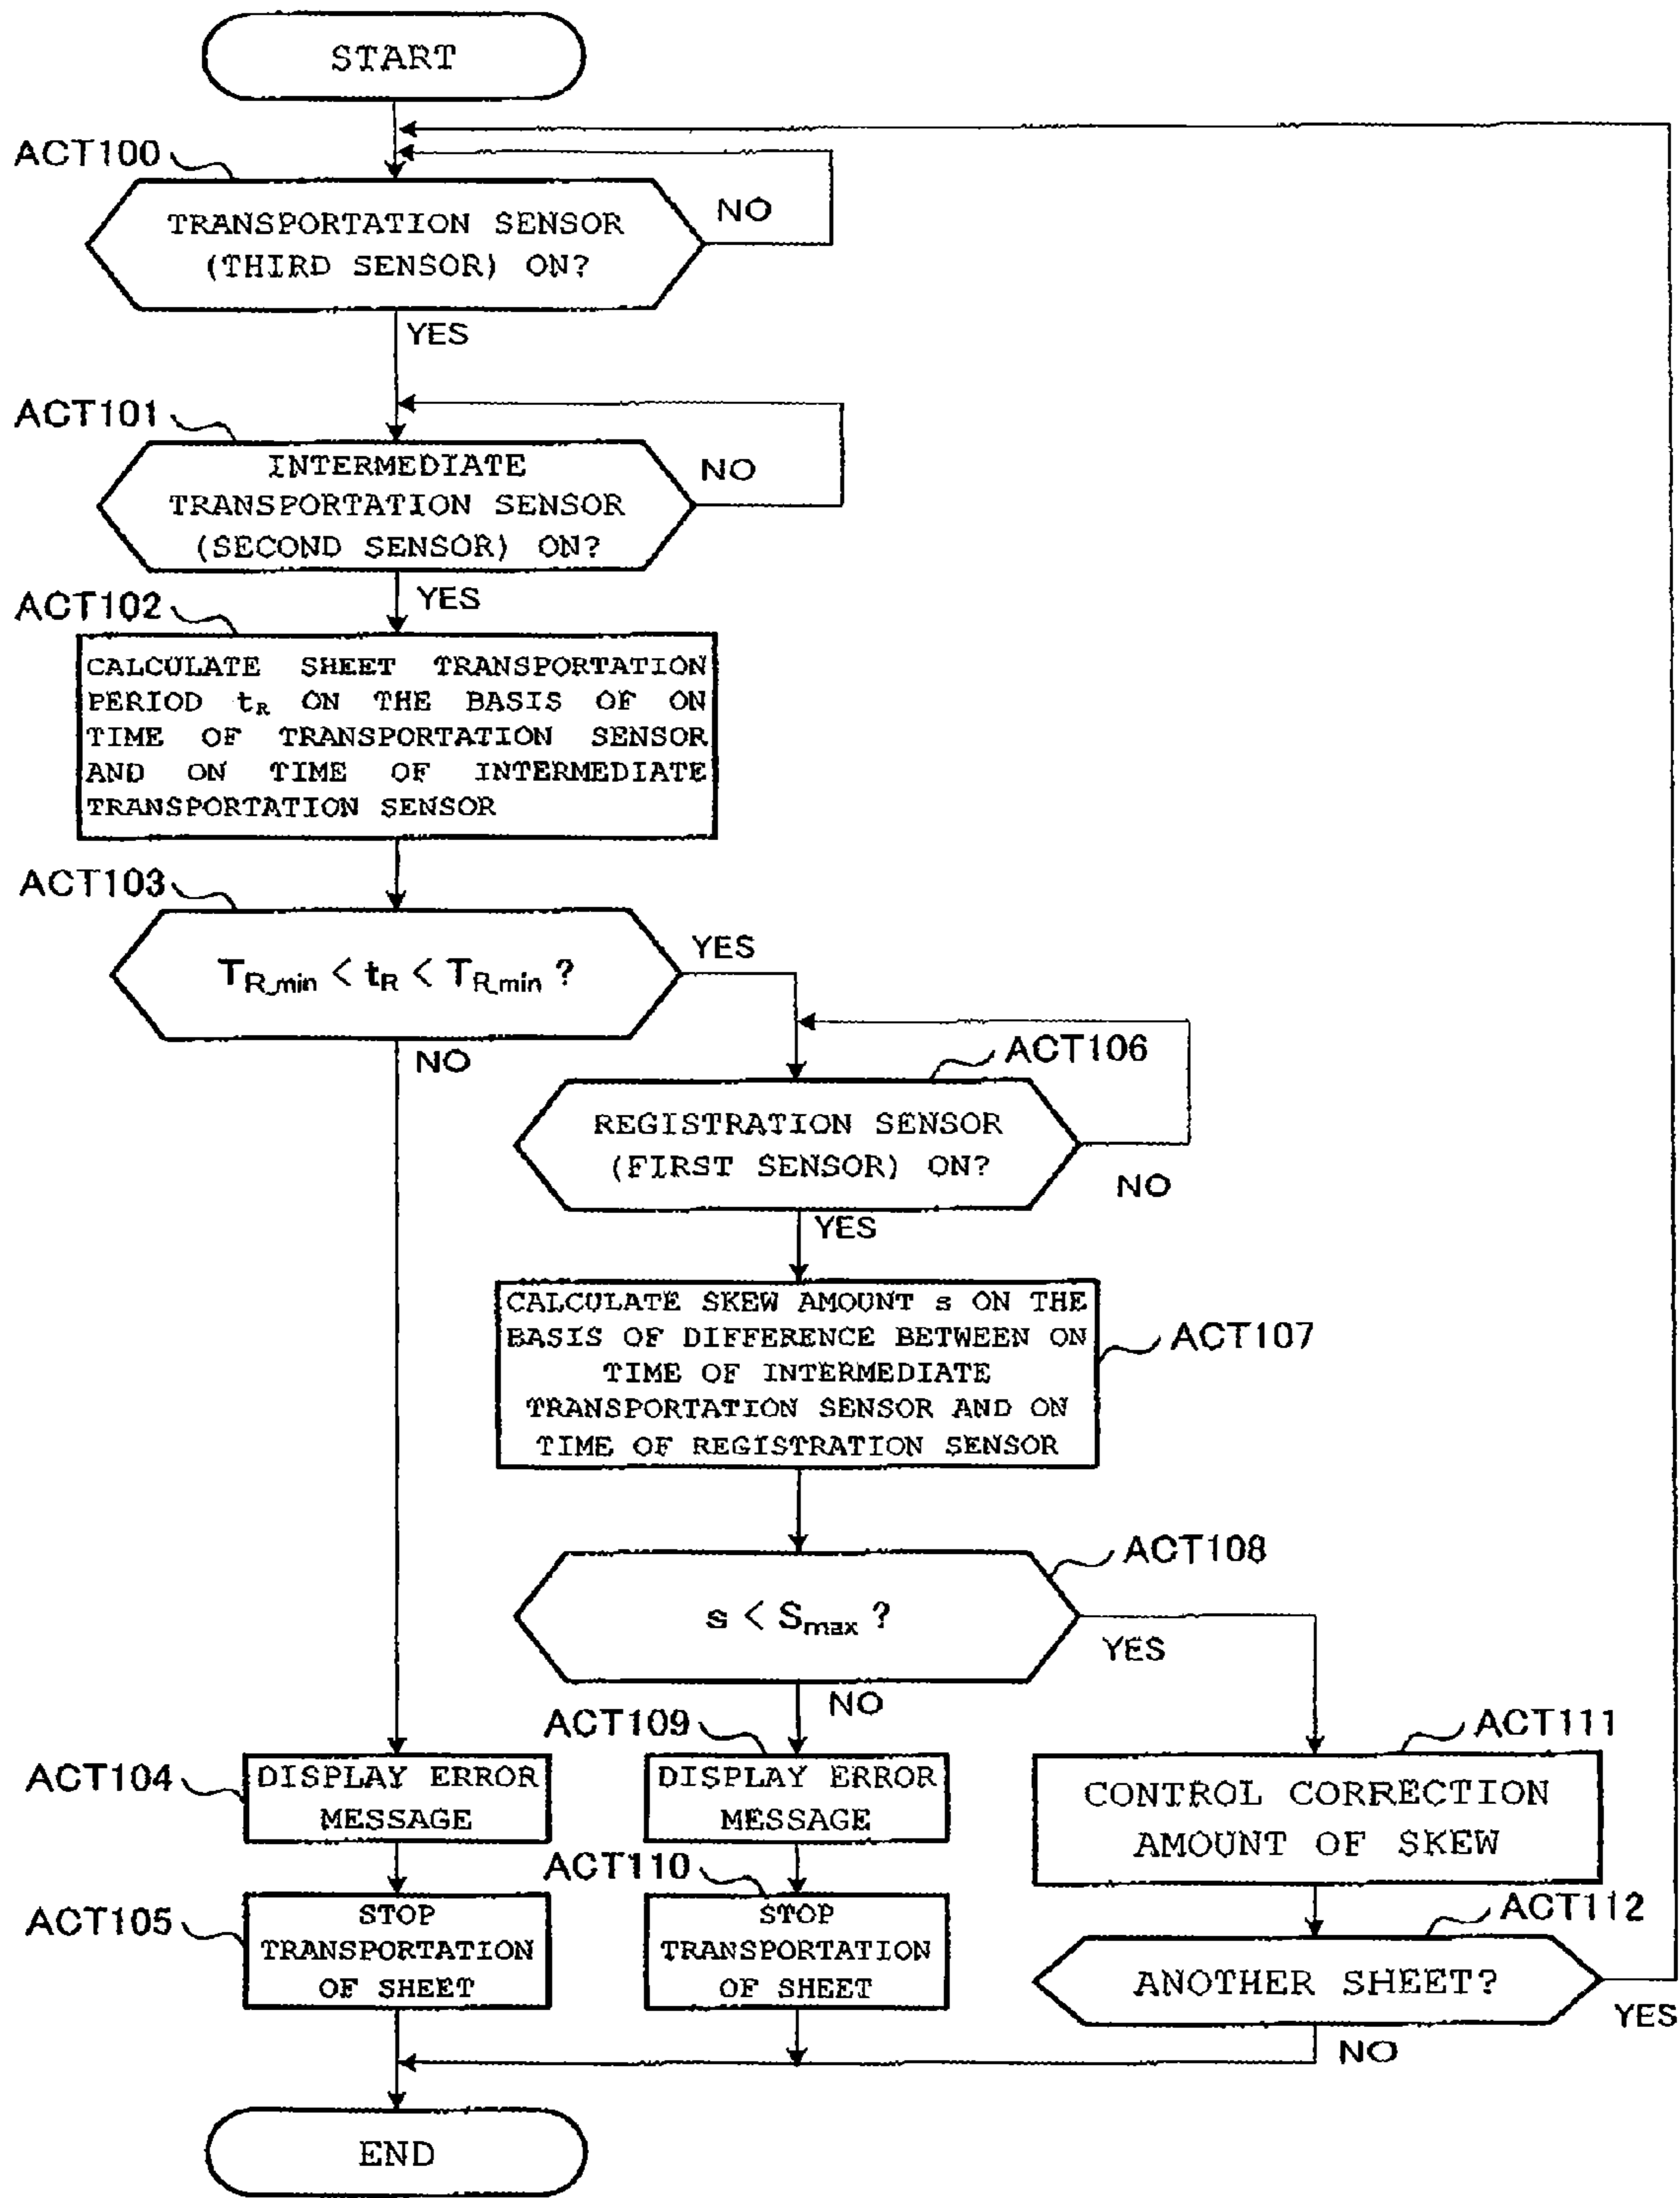 START
ACT100
TRANSPORTATION SENSOR
(THIRD SENSOR) ON?
NO
YES
ACT101
INTERMEDIATE
TRANSPORTATION SENSOR
(SECOND SENSOR) ON?
NO
YES
ACT102
CALCULATE SHEET TRANSPORTATION
PERIOD tR ON THE BASIS OF ON
TIME OF TRANSPORTATION SENSOR
AND ON TIME OF INTERMEDIATE
TRANSPORTATION SENSOR
ACT103
TR_min < tR < TR_min ?
YES
NO
ACT106
REGISTRATION SENSOR
(FIRST SENSOR) ON?
NO
YES
CALCULATE SKEW AMOUNT s ON THE
BASIS OF DIFFERENCE BETWEEN ON
TIME OF INTERMEDIATE
TRANSPORTATION SENSOR AND ON
TIME OF REGISTRATION SENSOR
ACT107
ACT108
s < Smax ?
YES
NO
ACT104
DISPLAY ERROR
MESSAGE
ACT109
DISPLAY ERROR
MESSAGE
ACT111
CONTROL CORRECTION
AMOUNT OF SKEW
ACT105
STOP
TRANSPORTATION
OF SHEET
ACT110
STOP
TRANSPORTATION
OF SHEET
ACT112
ANOTHER SHEET?
YES
NO
END